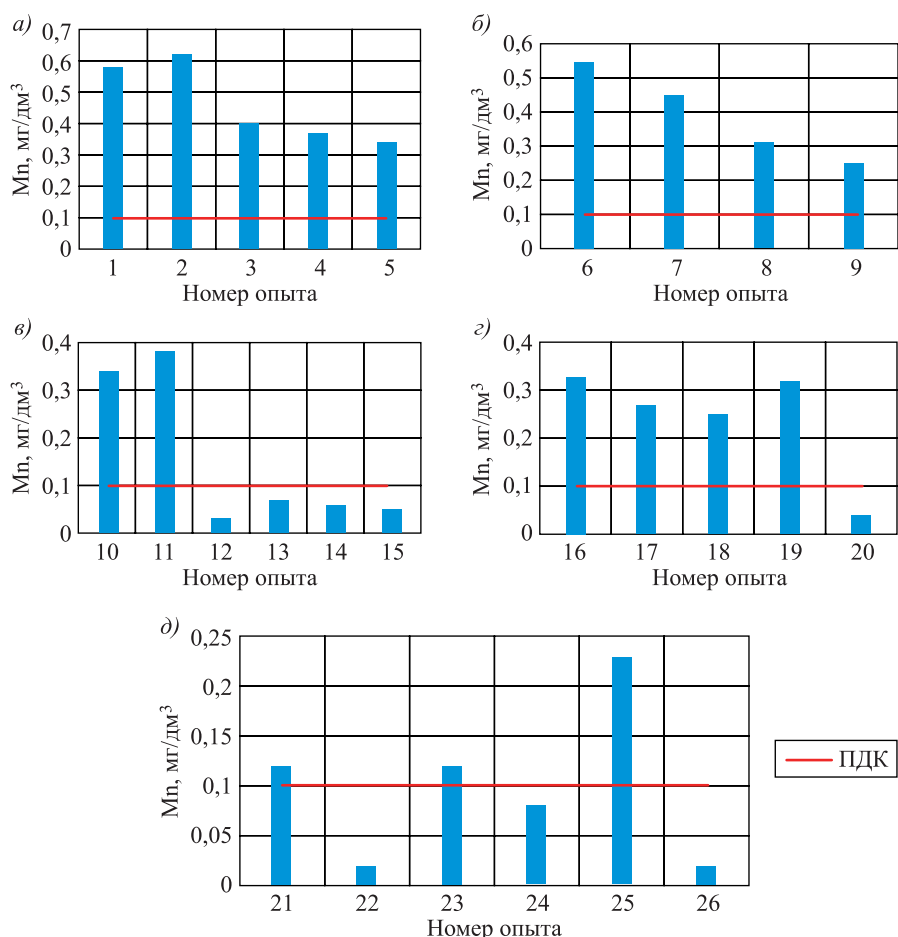 а)
0,7
0,6
0,5
0,4
0,3
0,2
0,1
0
Mn, мг/дм³
1 2 3 4 5
Номер опыта
б)
0,6
0,5
0,4
0,3
0,2
0,1
0
Mn, мг/дм³
6 7 8 9
Номер опыта
в)
0,4
0,3
0,2
0,1
0
Mn, мг/дм³
10 11 12 13 14 15
Номер опыта
г)
0,4
0,3
0,2
0,1
0
Mn, мг/дм³
16 17 18 19 20
Номер опыта
д)
0,25
0,2
0,15
0,1
0,05
0
Mn, мг/дм³
21 22 23 24 25 26
Номер опыта
ПДК